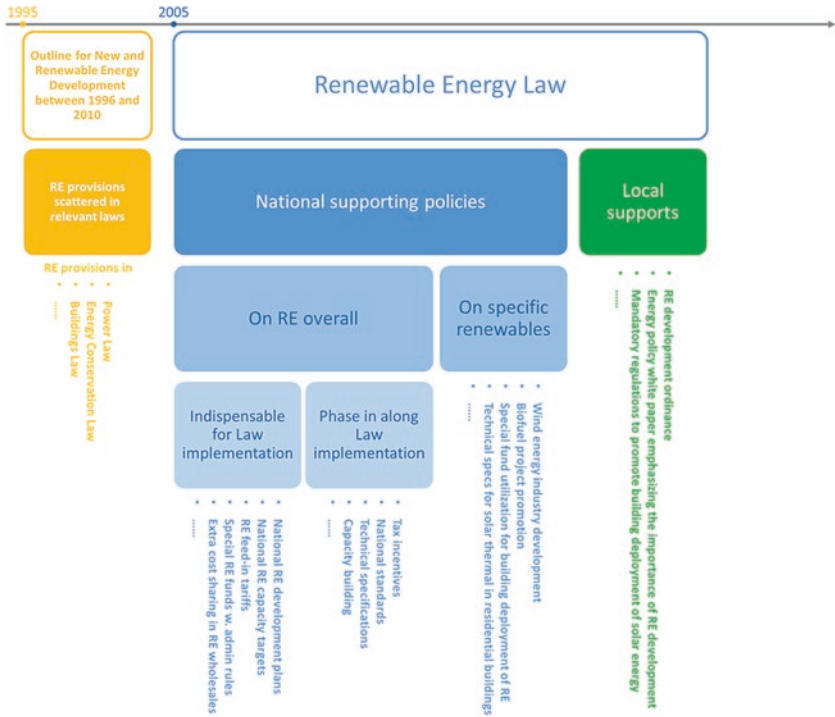 1995
2005
Outline for New and
Renewable Energy
Development
between 1996 and
2010
Renewable Energy Law
RE provisions
scattered in
relevant laws
National supporting policies
Local
supports
RE provisions in
• Power Law
• Energy Conservation Law
• Buildings Law
• ......
On RE overall
On specific
renewables
• RE development ordinance
• Energy policy white paper emphasizing the importance of RE development
• Mandatory regulations to promote building deployment of solar energy
• ......
Indispensable
for Law
implementation
Phase in along
Law
implementation
• Wind energy industry development
• Biofuel project promotion
• Special fund utilization for building deployment of RE
• Technical specs for solar thermal in residential buildings
• ......
• National RE development plans
• National RE capacity targets
• RE feed-in tariffs
• Special RE funds w. admin rules
• Extra cost sharing in RE wholesales
• ......
• Tax incentives
• National standards
• Technical specifications
• Capacity building
• ......